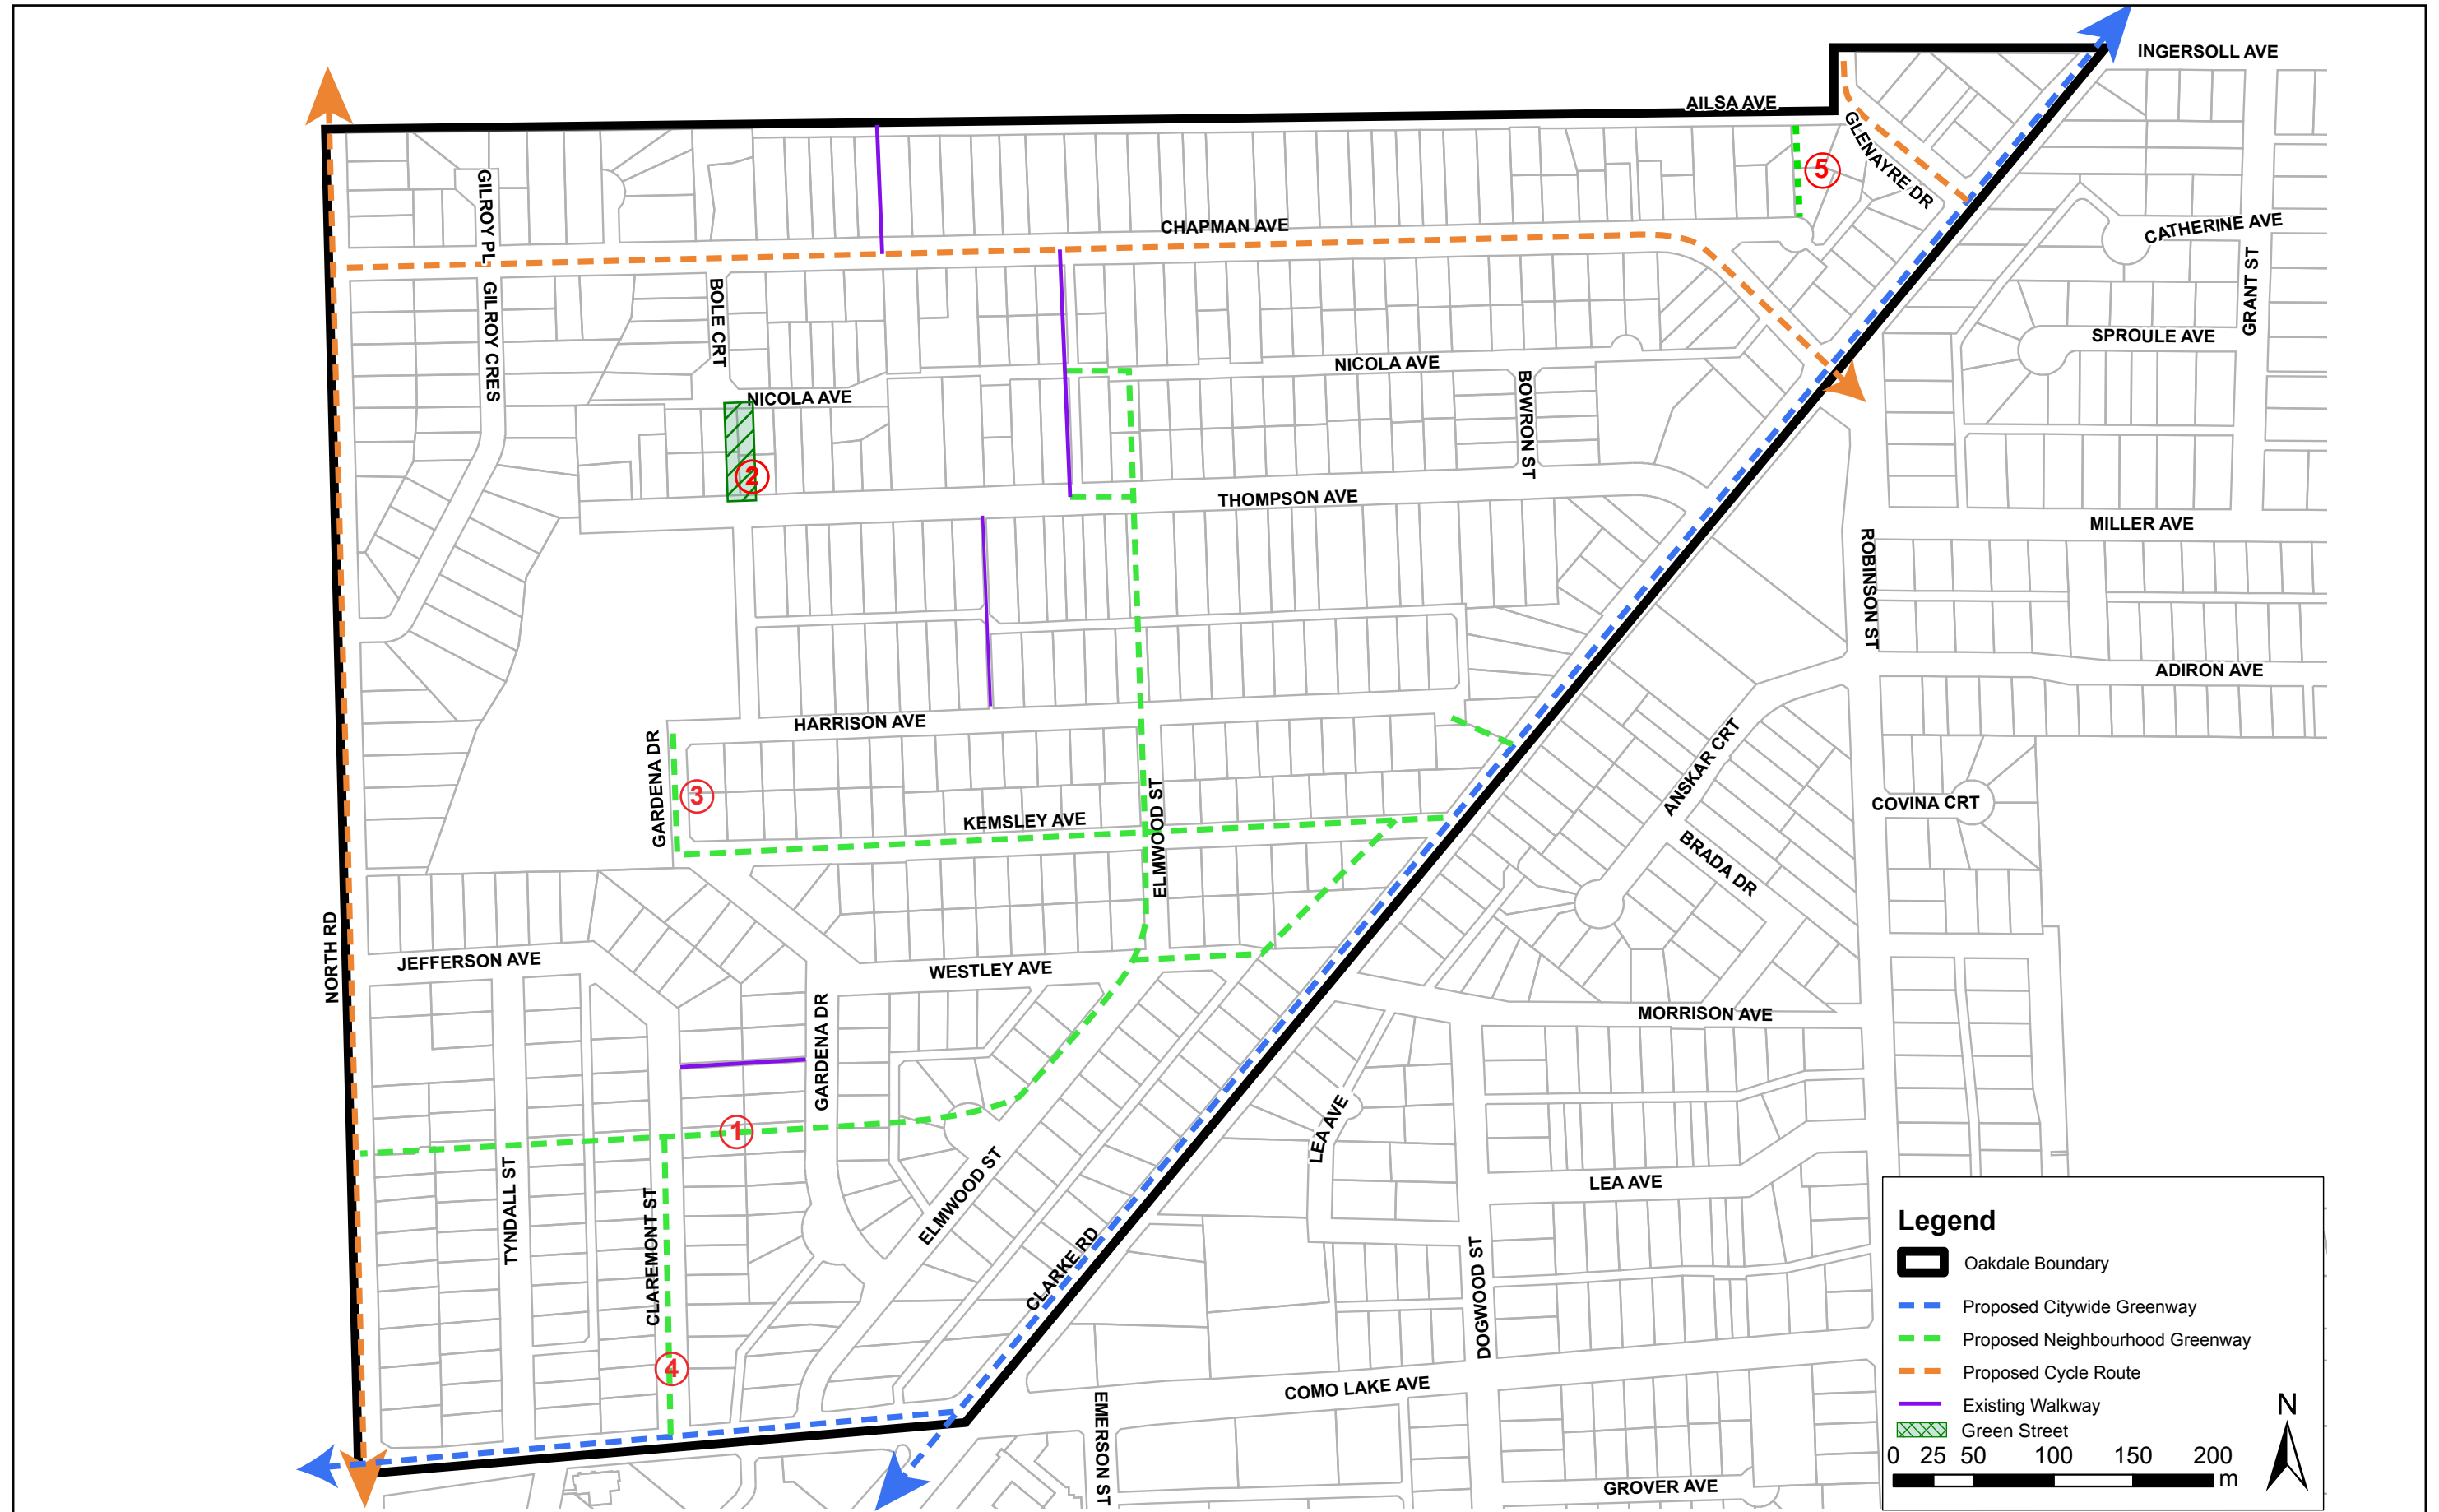 INGERSOLL AVE
AILSA AVE
GLENAYRE DR
5
GILROY PL
CHAPMAN AVE
CATHERINE AVE
GRANT ST
GILROY CRES
BOLE CRT
SPROULE AVE
NICOLA AVE
NICOLA AVE
BOWRON ST
2
THOMPSON AVE
MILLER AVE
ROBINSON ST
ADIRON AVE
HARRISON AVE
GARDENA DR
3
ANSKAR CRT
COVINA CRT
KEMSLEY AVE
ELMWOOD ST
BRADA DR
NORTH RD
JEFFERSON AVE
WESTLEY AVE
MORRISON AVE
GARDENA DR
1
LEA AVE
TYNDALL ST
ELMWOOD ST
LEA AVE
CLAREMONT ST
CLARKE RD
DOGWOOD ST
4
COMO LAKE AVE
EMERSON ST
GROVER AVE
Legend
Oakdale Boundary
Proposed Citywide Greenway
Proposed Neighbourhood Greenway
Proposed Cycle Route
Existing Walkway
Green Street
N
0 25 50 100 150 200
m